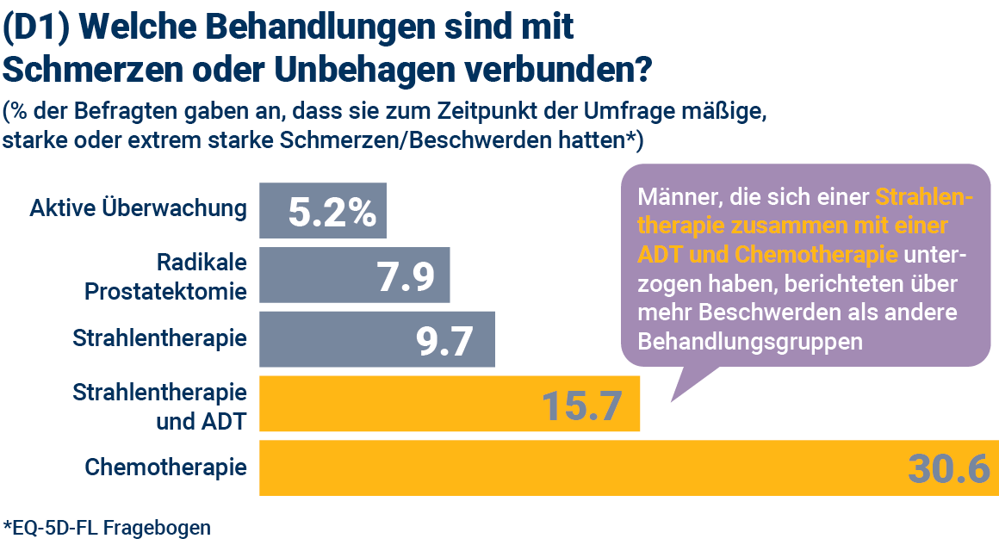 (D1) Welche Behandlungen sind mit
Schmerzen oder Unbehagen verbunden?
(% der Befragten gaben an, dass sie zum Zeitpunkt der Umfrage mäßige,
starke oder extrem starke Schmerzen/Beschwerden hatten*)
Aktive Überwachung
5.2%
Radikale
Prostatektomie
7.9
Strahlentherapie
9.7
Strahlentherapie
und ADT
15.7
Chemotherapie
30.6
Männer, die sich einer Strahlen-
therapie zusammen mit einer
ADT und Chemotherapie unter-
zogen haben, berichteten über
mehr Beschwerden als andere
Behandlungsgruppen
*EQ-5D-FL Fragebogen